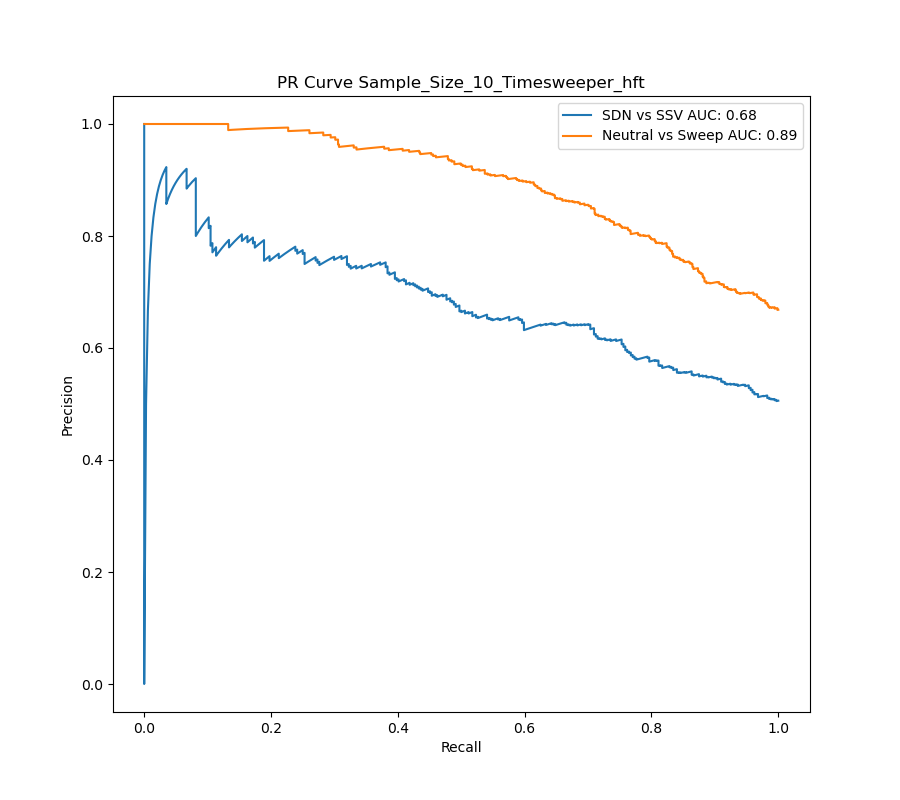 PR Curve Sample_Size_10_Timesweeper_hft
SDN vs SSV AUC: 0.68
Neutral vs Sweep AUC: 0.89
1.0
0.8
0.6
0.4
0.2
0.0
Precision
0.0 0.2 0.4 0.6 0.8 1.0
Recall